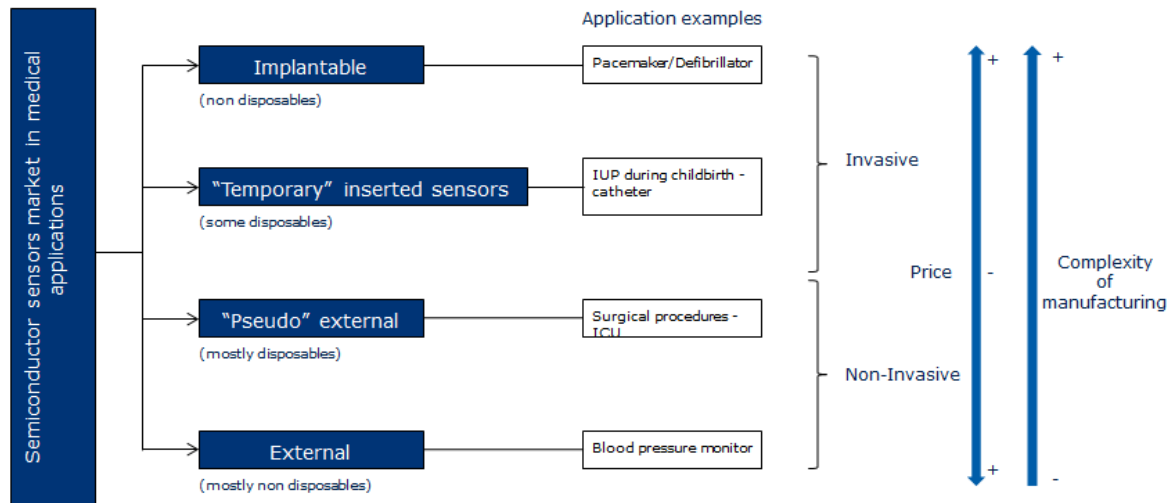 Semiconductor sensors market in medical
applications
Application examples
Implantable
(non disposables)
Pacemaker/Defibrillator
"Temporary" inserted sensors
(some disposables)
IUP during childbirth -
catheter
Invasive
"Pseudo" external
(mostly disposables)
Surgical procedures -
ICU
Non-Invasive
External
(mostly non disposables)
Blood pressure monitor
+
Price
-
+
+
Complexity
of
manufacturing
-